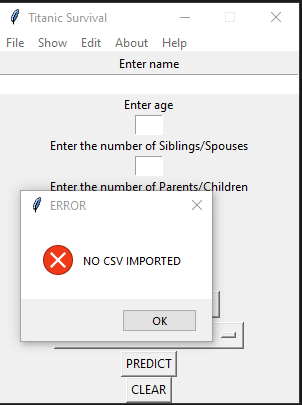 Titanic Survival
File Show Edit About Help
Enter name
Enter age
Enter the number of Siblings/Spouses
Enter the number of Parents/Children
ERROR
NO CSV IMPORTED
OK
PREDICT
CLEAR